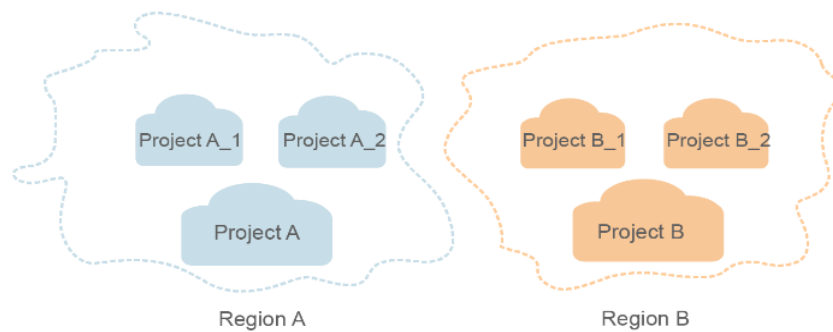 Project A_1
Project A_2
Project A
Region A
Project B_1
Project B_2
Project B
Region B